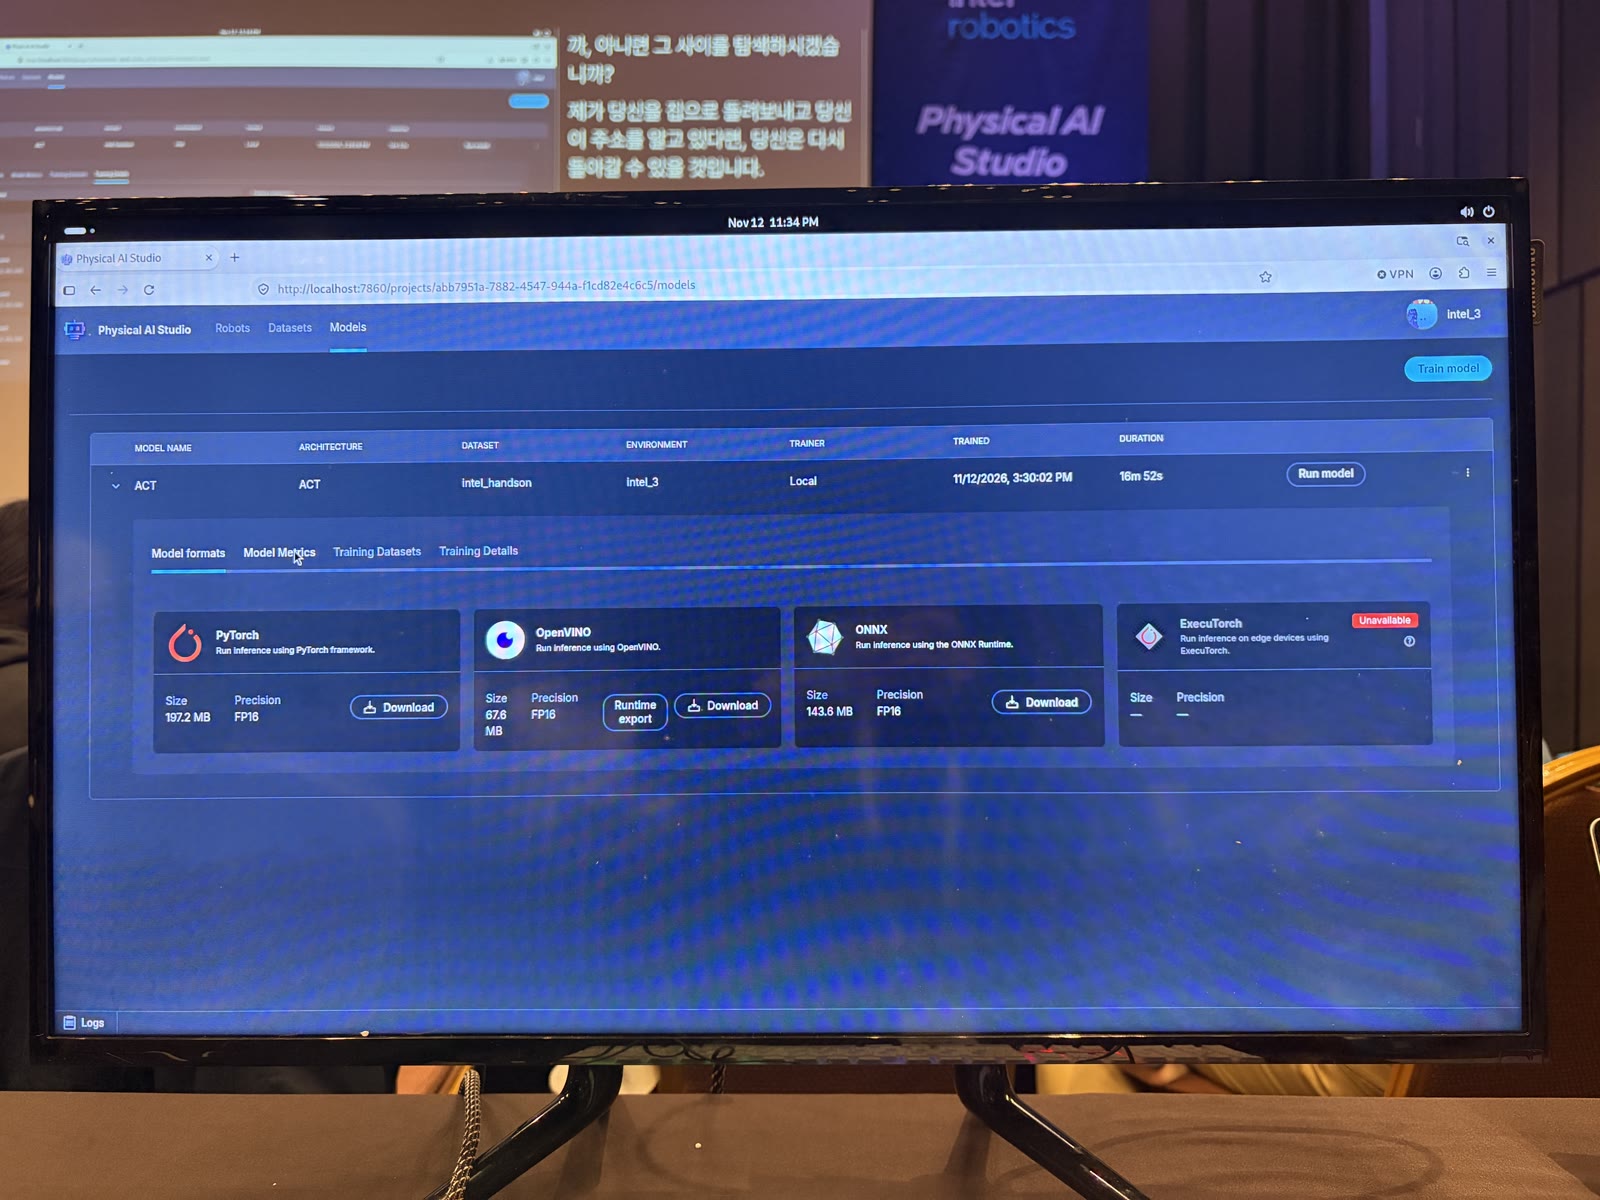 까, 아니면 그 사이를 탐색하시겠습
니까?
제가 당신을 집으로 돌려보내고 당신
이 주소를 알고 있다면, 당신은 다시
돌아갈 수 있을 것입니다.
intel
robotics
Physical AI
Studio
Nov 12 11:34 PM
Physical AI Studio
http://localhost:7860/projects/abb7951a-7882-4547-944a-f1cd82e4c6c5/models
VPN
Physical AI Studio Robots Datasets Models
intel_3
Train model
MODEL NAME ARCHITECTURE DATASET ENVIRONMENT TRAINER TRAINED DURATION
ACT ACT intel_handson intel_3 Local 11/12/2026, 3:30:02 PM 16m 52s Run model
Model formats Model Metrics Training Datasets Training Details
PyTorch
Run inference using PyTorch framework.
Size Precision
197.2 MB FP16
Download
OpenVINO
Run inference using OpenVINO.
Size Precision
67.6 FP16
MB
Runtime
export
Download
ONNX
Run inference using the ONNX Runtime.
Size Precision
143.6 MB FP16
Download
ExecuTorch
Unavailable
Run inference on edge devices using
ExecuTorch.
Size Precision
— —
Logs
SAMSUNG